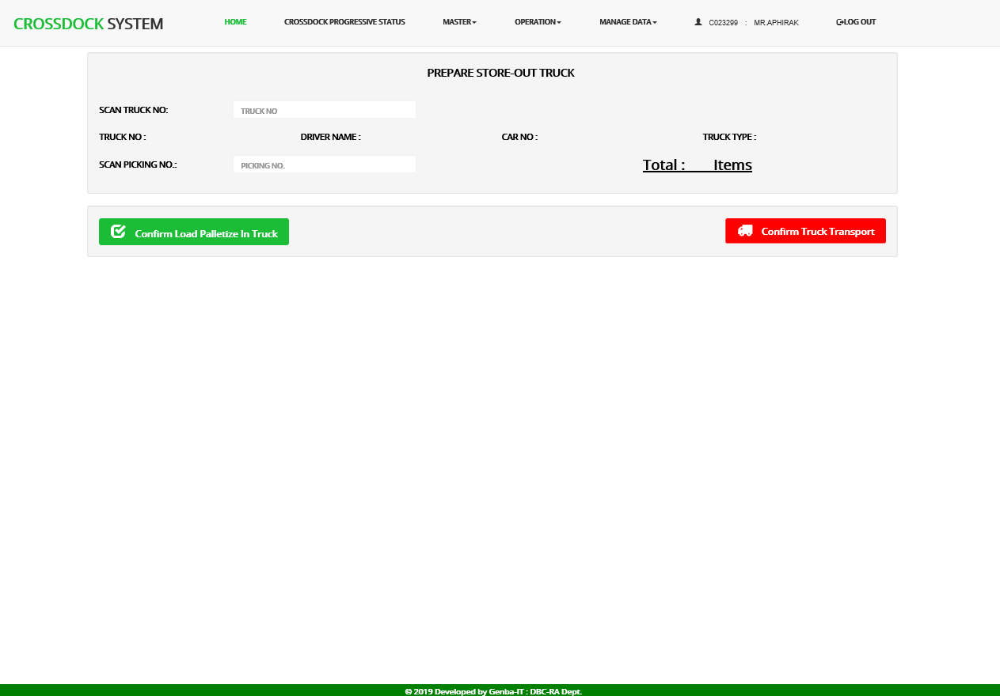 CROSSDOCK SYSTEM HOME CROSSDOCK PROGRESSIVE STATUS MASTER OPERATION MANAGE DATA C023299 : MR.APHIRAK LOG OUT
PREPARE STORE-OUT TRUCK
SCAN TRUCK NO: TRUCK NO
TRUCK NO : DRIVER NAME : CAR NO : TRUCK TYPE :
SCAN PICKING NO.: PICKING NO. Total : Items
Confirm Load Palletize In Truck Confirm Truck Transport
© 2019 Developed by Genba-IT : DBC-RA Dept.